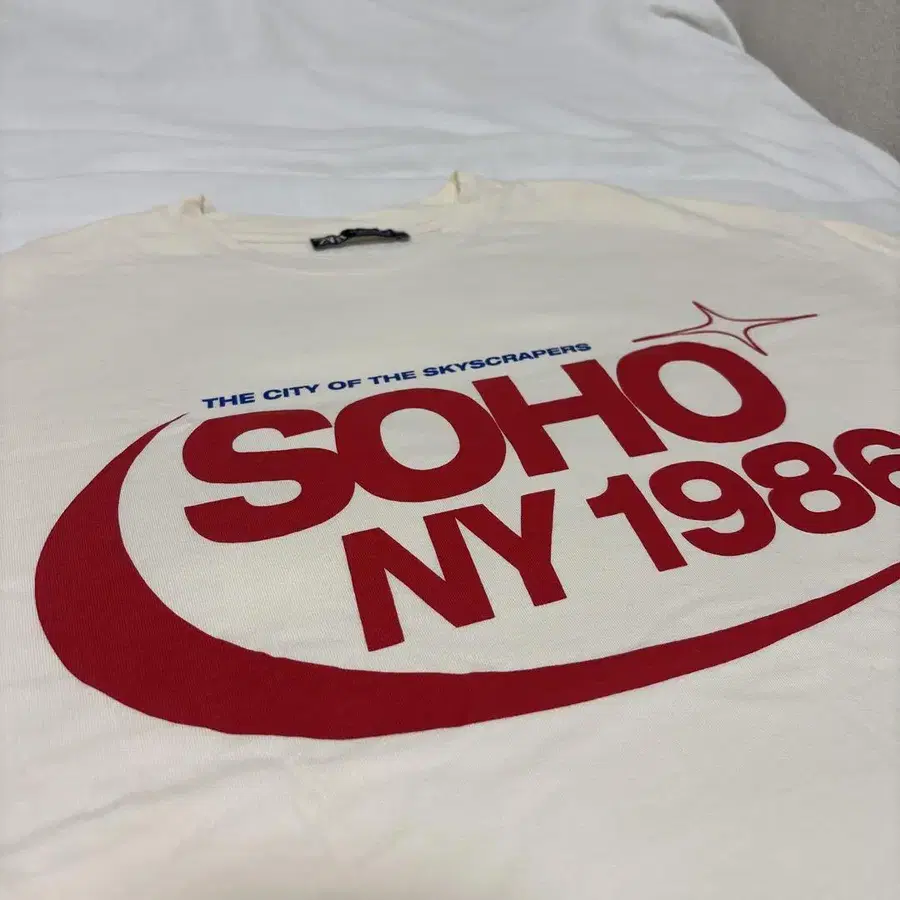 THE CITY OF THE SKYSCRAPERS
SOHO
NY 1986